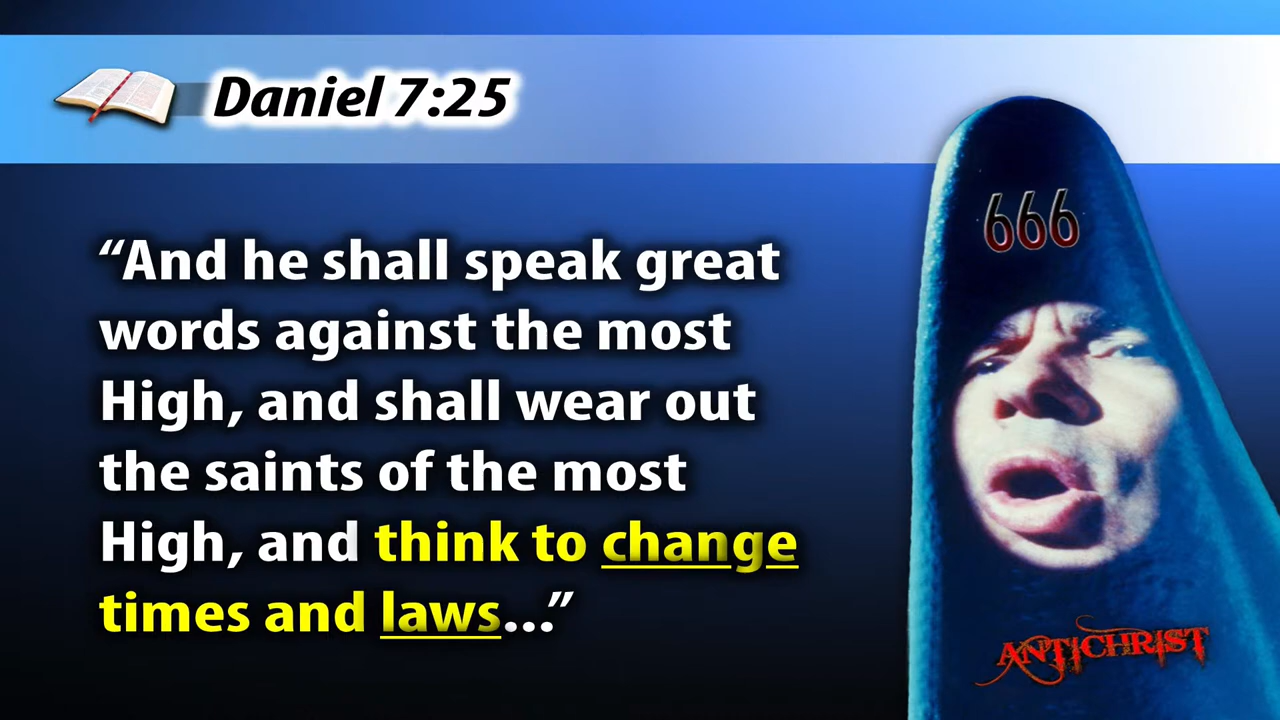 Daniel 7:25
“And he shall speak great
words against the most
High, and shall wear out
the saints of the most
High, and think to change
times and laws...”
666
ANTICHRIST